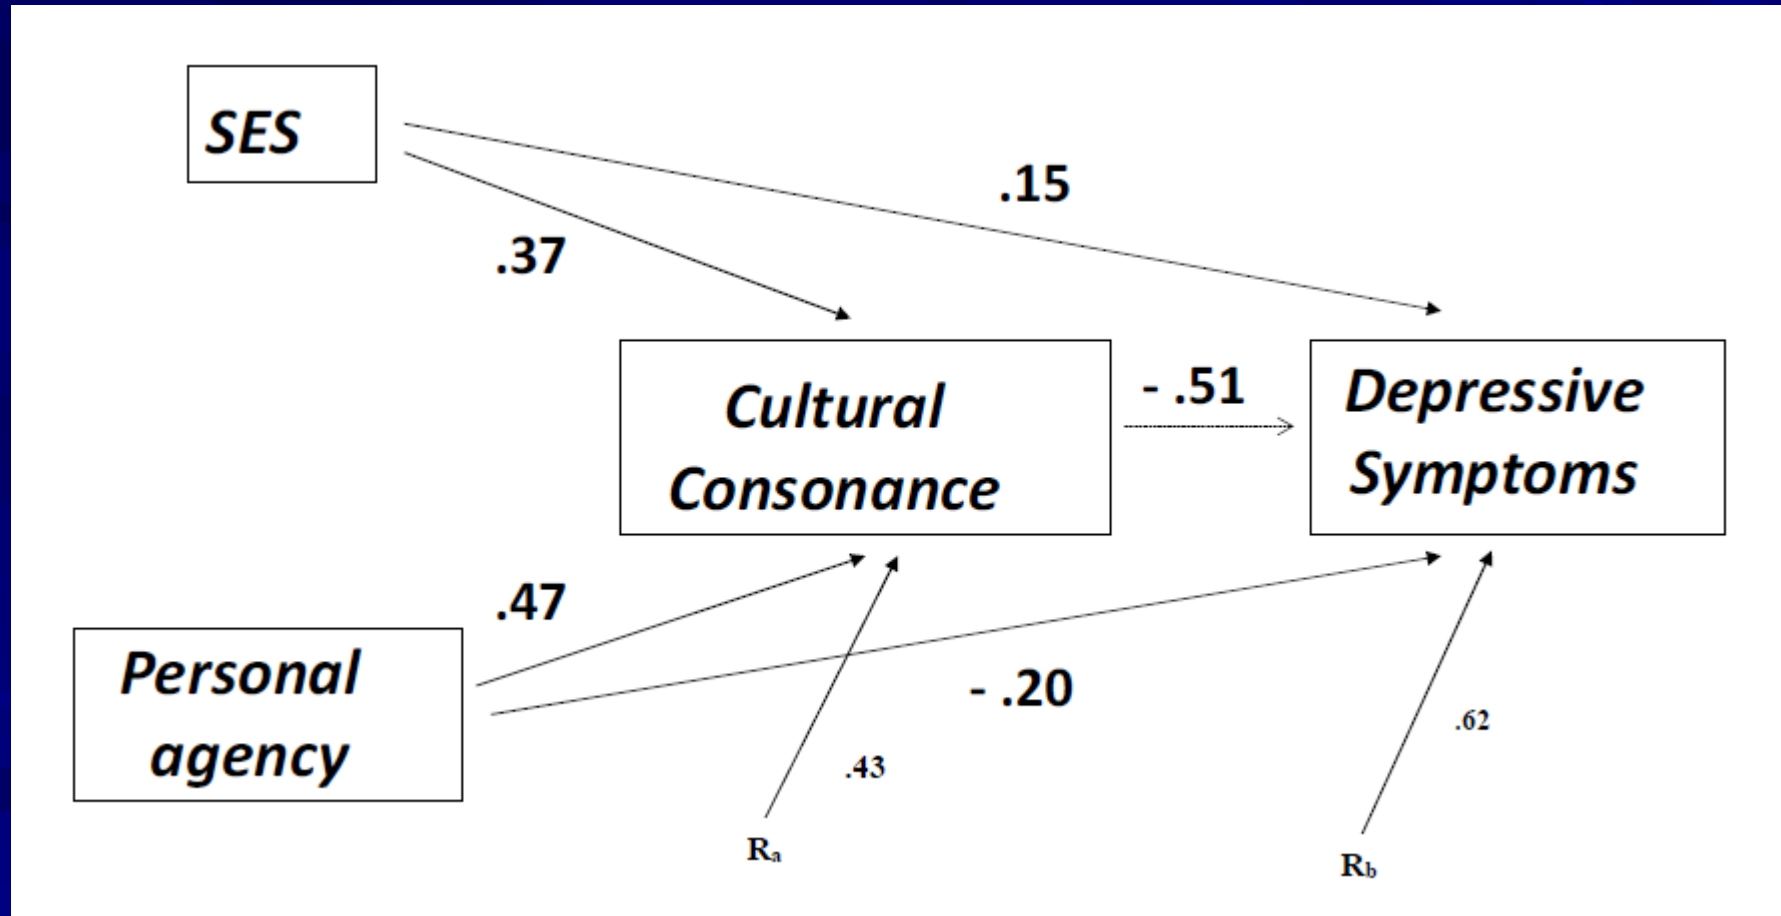 SES
.15
.37
Cultural
Consonance
- .51
Depressive
Symptoms
.47
Personal
agency
- .20
.43
.62
Ra
Rb